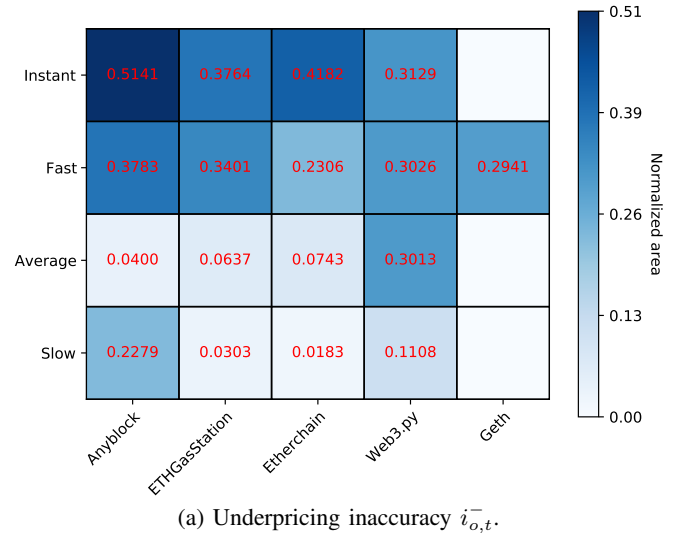 Instant 0.5141 0.3764 0.4182 0.3129
Fast 0.3783 0.3401 0.2306 0.3026 0.2941
Average 0.0400 0.0637 0.0743 0.3013
Slow 0.2279 0.0303 0.0183 0.1108
Anyblock ETHGasStation Etherchain Web3.py Geth
0.51
0.39
0.26
0.13
0.00
Normalized area
(a) Underpricing inaccuracy $i_{o,t}^{-}$.